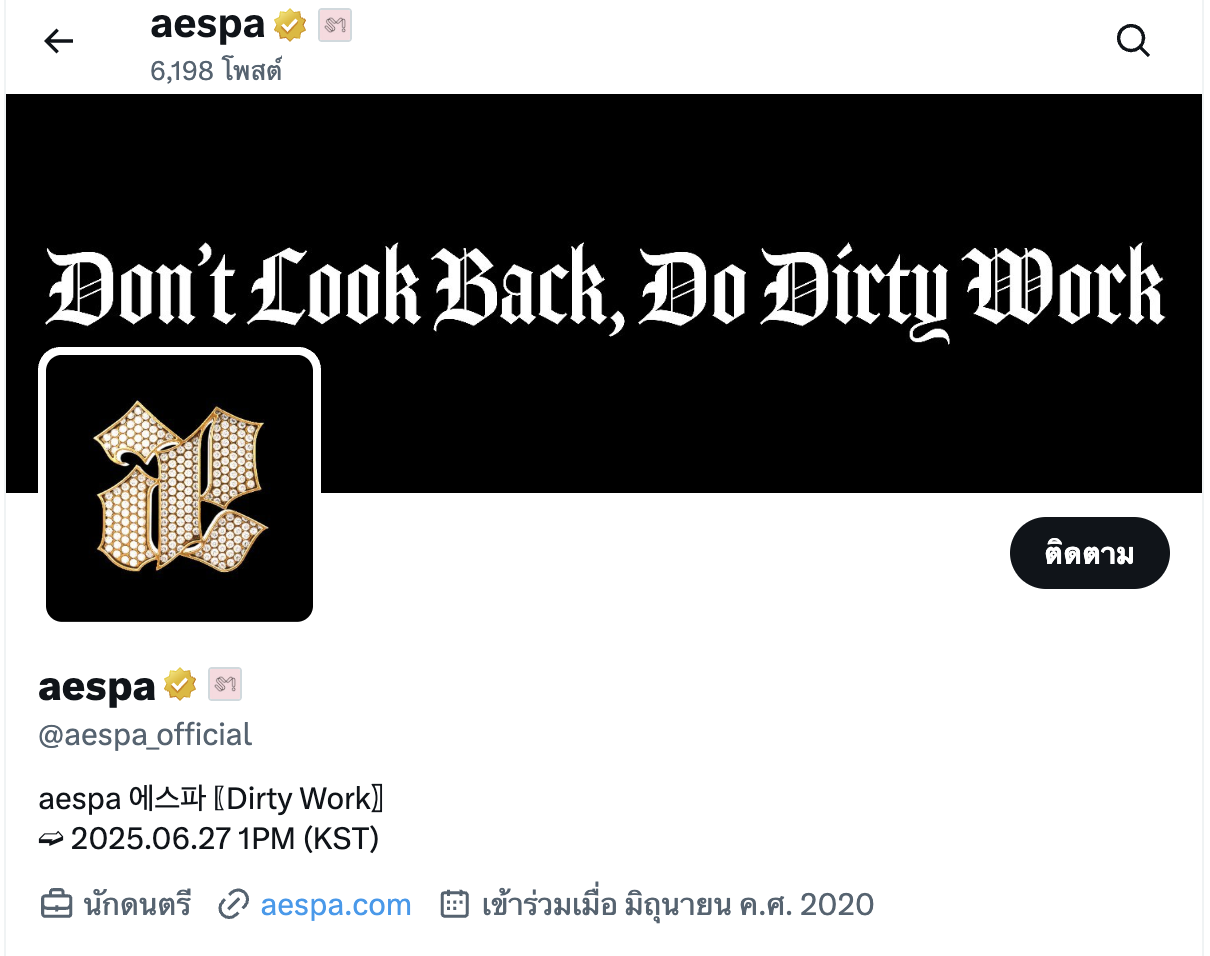 aespa
6,198 โพสต์
Don't Look Back, Do Dirty Work
ติดตาม
aespa
@aespa_official
aespa 에스파 〖Dirty Work〗
➫ 2025.06.27 1PM (KST)
นักดนตรี aespa.com เข้าร่วมเมื่อ มิถุนายน ค.ศ. 2020